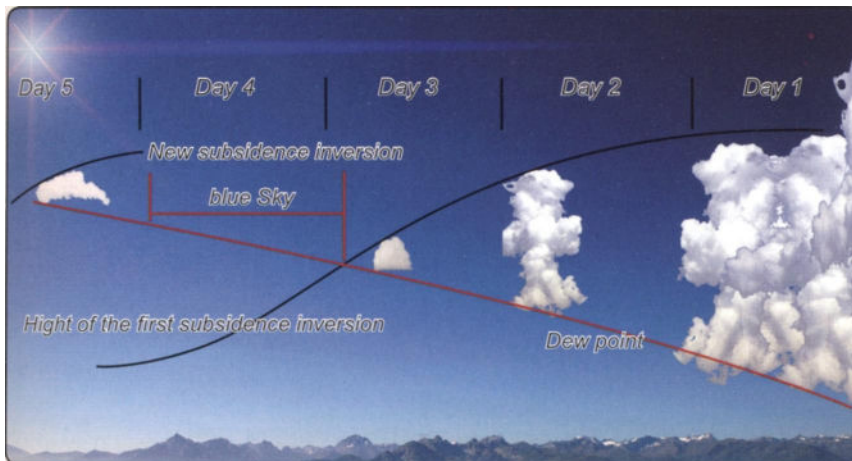 Day 5
Day 4
Day 3
Day 2
Day 1
New subsidence inversion
blue Sky
Hight of the first subsidence inversion
Dew point